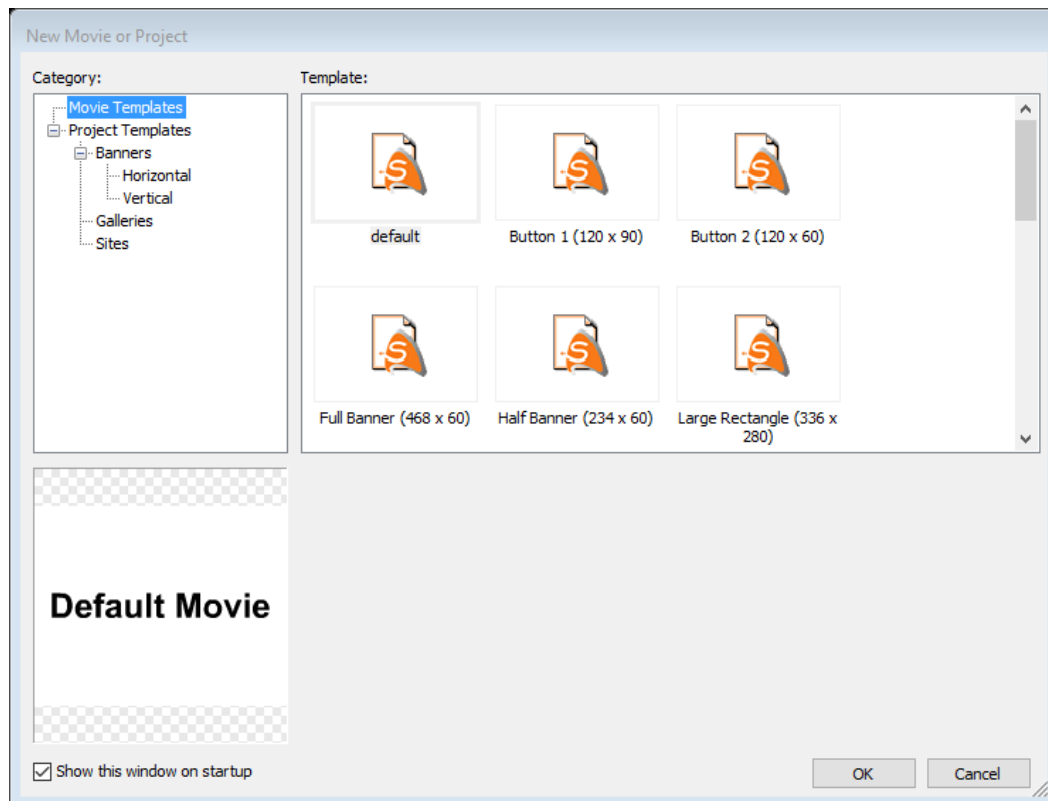 New Movie or Project
Category:
Template:
Movie Templates
Project Templates
Banners
Horizontal
Vertical
Galleries
Sites
S
S
S
default
Button 1 (120 x 90)
Button 2 (120 x 60)
S
S
S
Full Banner (468 x 60)
Half Banner (234 x 60)
Large Rectangle (336 x
280)
Default Movie
Show this window on startup
OK
Cancel